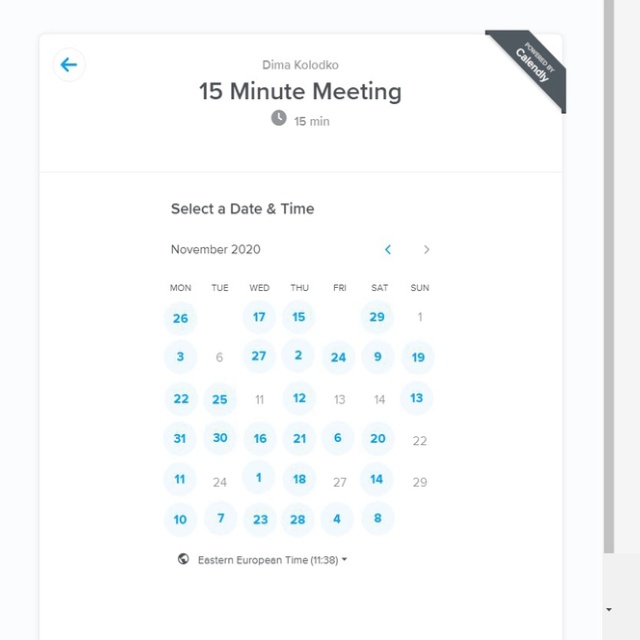 POWERED BY
Calendly
Dima Kolodko
15 Minute Meeting
15 min
Select a Date & Time
November 2020
MON TUE WED THU FRI SAT SUN
26 17 15 29 1
3 6 27 2 24 9 19
22 25 11 12 13 14 13
31 30 16 21 6 20 22
11 24 1 18 27 14 29
10 7 23 28 4 8
Eastern European Time (11:38)